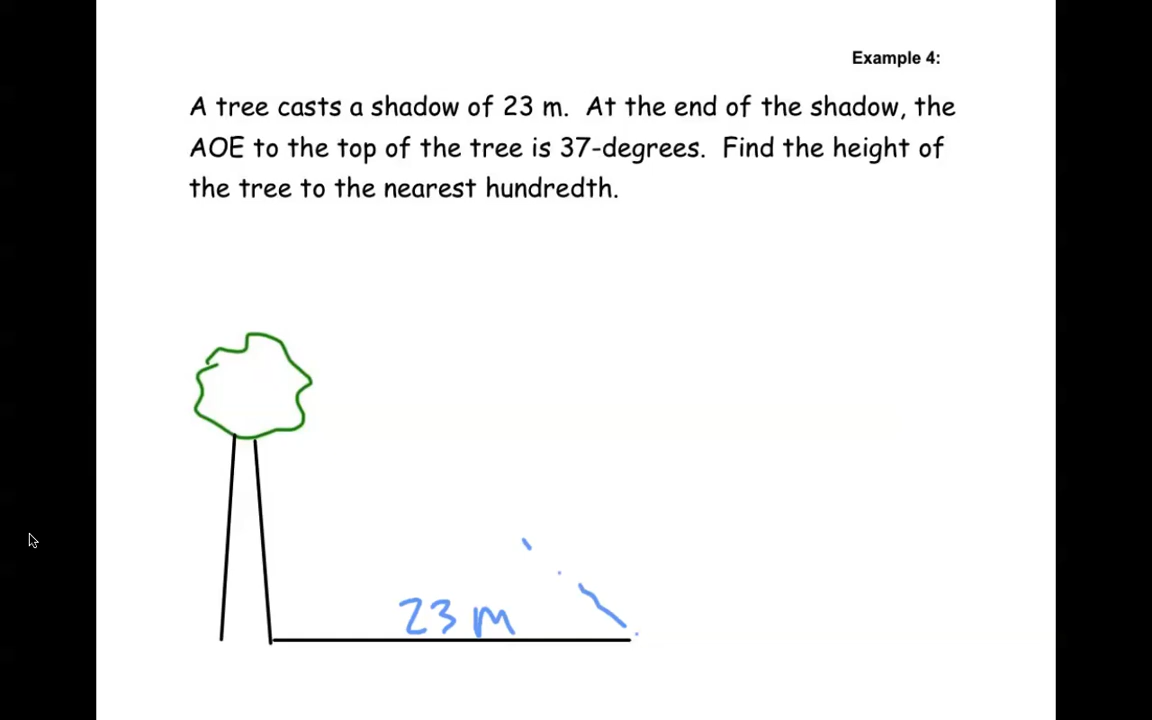 Example 4:
A tree casts a shadow of 23 m.  At the end of the shadow, the
AOE to the top of the tree is 37-degrees.  Find the height of
the tree to the nearest hundredth.
23 m